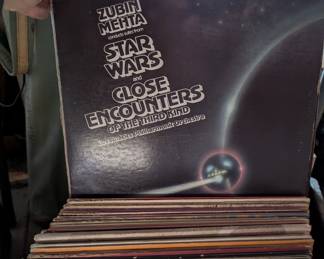 ZUBIN
MEHTA
conducts suites from
STAR
WARS
and
CLOSE
ENCOUNTERS
OF THE THIRD KIND
Los Angeles Philharmonic Orchestra